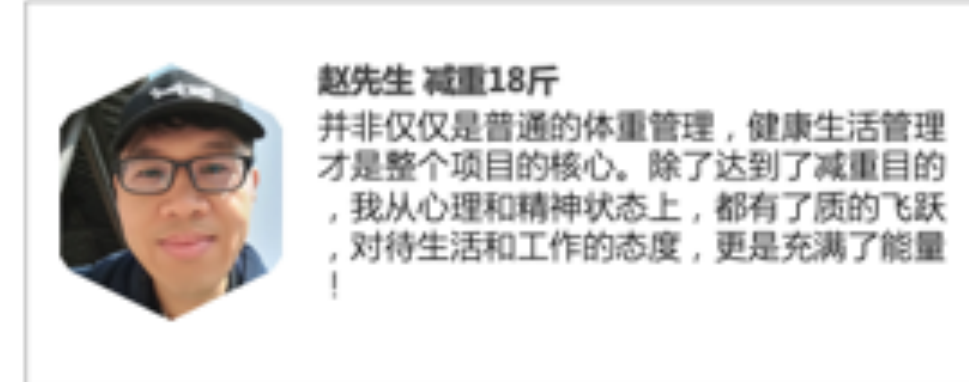 赵先生 减重18斤
并非仅仅是普通的体重管理，健康生活管理
才是整个项目的核心。除了达到了减重目的
，我从心理和精神状态上，都有了质的飞跃
，对待生活和工作的态度，更是充满了能量
！